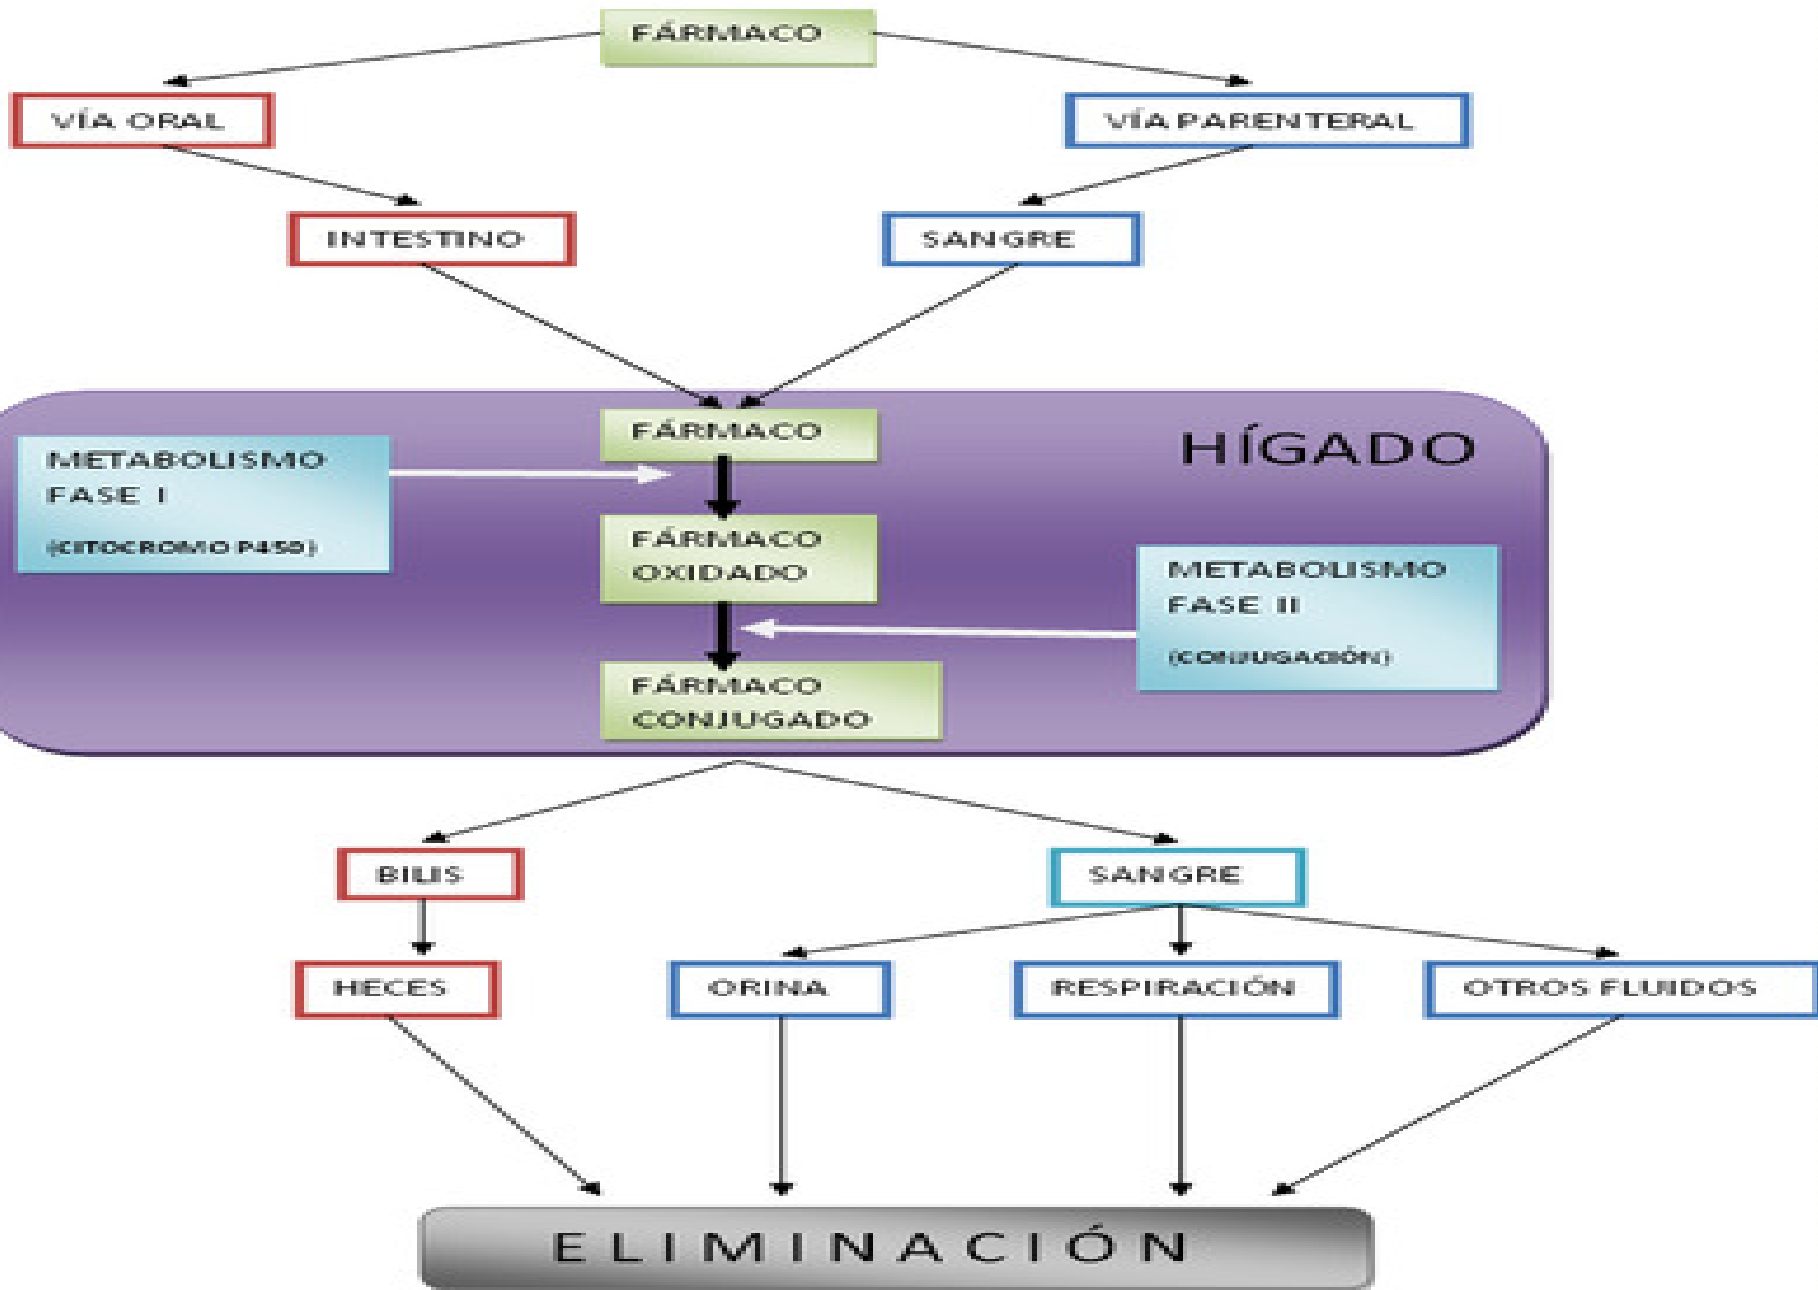 FÁRMACO
VÍA ORAL
VÍA PARENTERAL
INTESTINO
SANGRE
FÁRMACO
HÍGADO
METABOLISMO
FASE I
(CITOCROMO P450)
FÁRMACO
OXIDADO
METABOLISMO
FASE II
(CONJUGACIÓN)
FÁRMACO
CONJUGADO
BILIS
SANGRE
HECES
ORINA
RESPIRACIÓN
OTROS FLUIDOS
ELIMINACIÓN